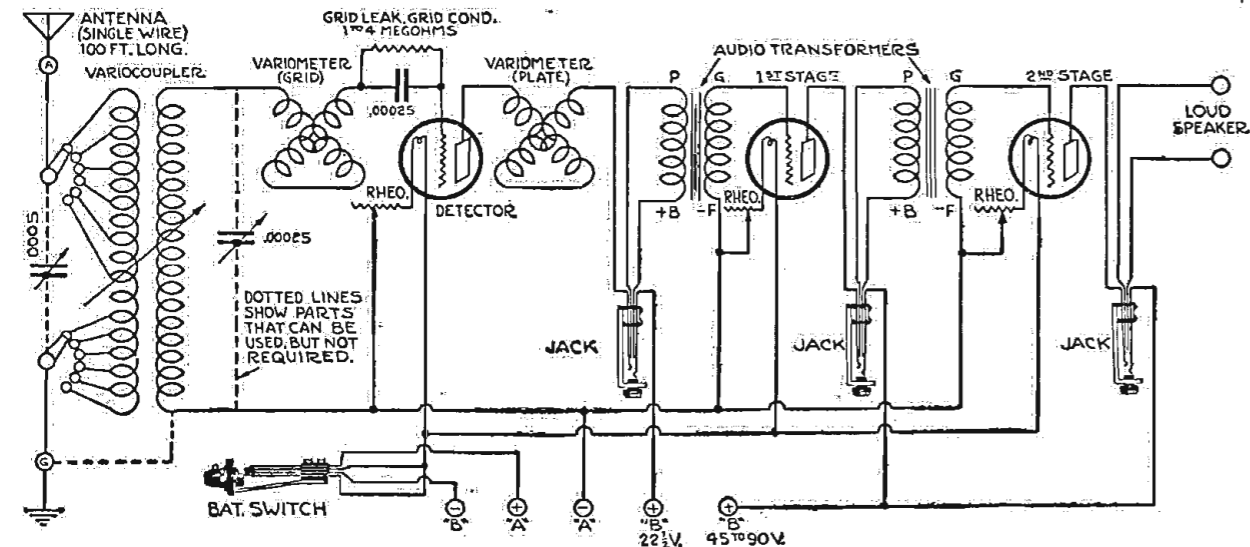 ANTENNA
(SINGLE WIRE)
100 FT. LONG.
A
VARIOCOUPLER
GRID LEAK, GRID COND.
1 TO 4 MEGOHMS
VARIOMETER
(GRID)
.00025
VARIOMETER
(PLATE)
AUDIO TRANSFORMERS
P
G
1ST STAGE
P
G
2ND STAGE
LOUD
SPEAKER
RHEO.
DETECTOR
+B
-F
RHEO.
+B
-F
RHEO.
.0005
.00025
DOTTED LINES
SHOW PARTS
THAT CAN BE
USED, BUT NOT
REQUIRED.
JACK
JACK
JACK
G
BAT. SWITCH
-
"B"
+
"A"
-
"A"
+
"B"
22½V.
+
"B"
45 TO 90 V.